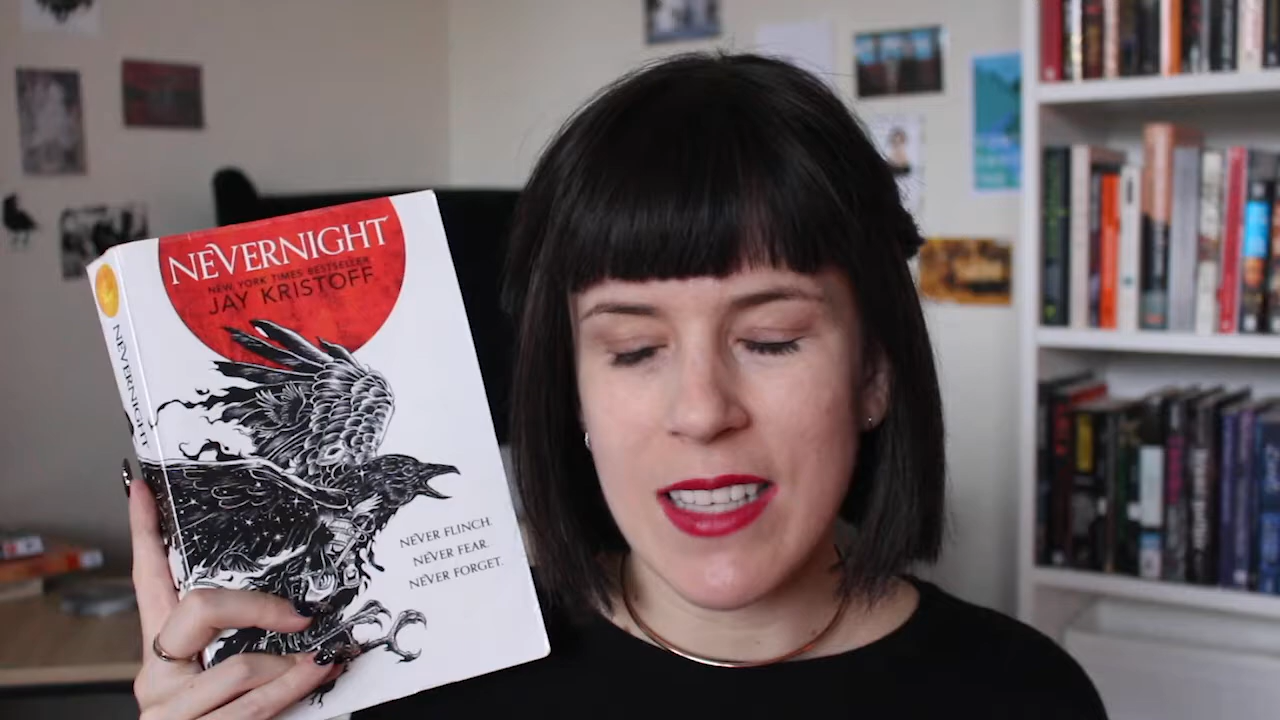 NEVERNIGHT
NEW YORK TIMES BESTSELLER
JAY KRISTOFF
NEVER FLINCH.
NEVER FEAR.
NEVER FORGET.
NEVERNIGHT